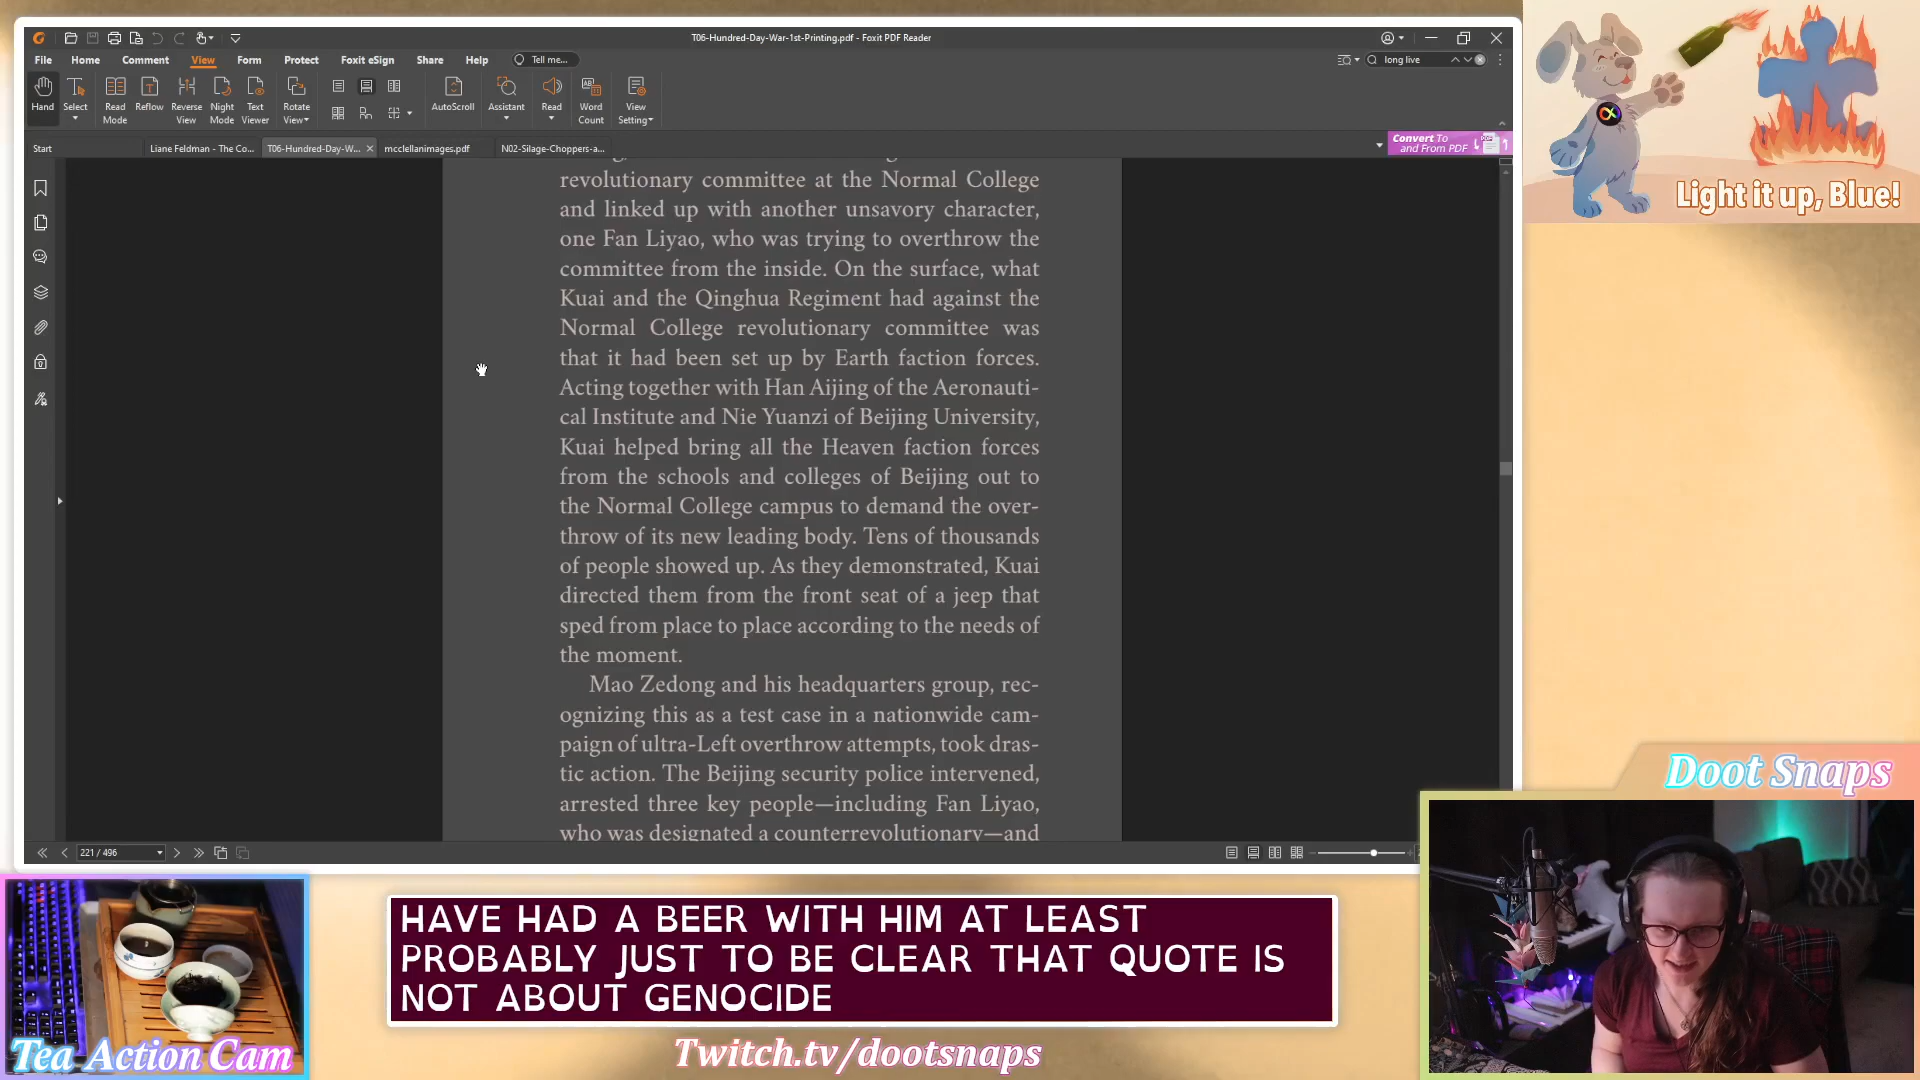 T06-Hundred-Day-War-1st-Printing.pdf - Foxit PDF Reader
File Home Comment View Form Protect Foxit eSign Share Help Tell me... long live
Hand Select Read Mode Reflow Reverse View Night Mode Text Viewer Rotate View AutoScroll Assistant Read Word Count View Setting
Start Liane Feldman - The Co... T06-Hundred-Day-W... mcclellanimages.pdf N02-Silage-Choppers-a... Convert To and From PDF
revolutionary committee at the Normal College
and linked up with another unsavory character,
one Fan Liyao, who was trying to overthrow the
committee from the inside. On the surface, what
Kuai and the Qinghua Regiment had against the
Normal College revolutionary committee was
that it had been set up by Earth faction forces.
Acting together with Han Aijing of the Aeronauti-
cal Institute and Nie Yuanzi of Beijing University,
Kuai helped bring all the Heaven faction forces
from the schools and colleges of Beijing out to
the Normal College campus to demand the over-
throw of its new leading body. Tens of thousands
of people showed up. As they demonstrated, Kuai
directed them from the front seat of a jeep that
sped from place to place according to the needs of
the moment.
Mao Zedong and his headquarters group, rec-
ognizing this as a test case in a nationwide cam-
paign of ultra-Left overthrow attempts, took dras-
tic action. The Beijing security police intervened,
arrested three key people—including Fan Liyao,
who was designated a counterrevolutionary—and
221 / 496
Light it up, Blue!
Doot Snaps
Tea Action Cam
HAVE HAD A BEER WITH HIM AT LEAST
PROBABLY JUST TO BE CLEAR THAT QUOTE IS
NOT ABOUT GENOCIDE
Twitch.tv/dootsnaps